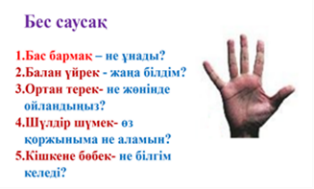 Бес саусақ
1.Бас бармақ – не ұнады?
2.Балан үйрек - жаңа білдім?
3.Ортан терек- не жөнінде
ойландыңыз?
4.Шүлдір шүмек- өз
қоржыныма не аламын?
5.Кішкене бөбек- не білгім
келеді?